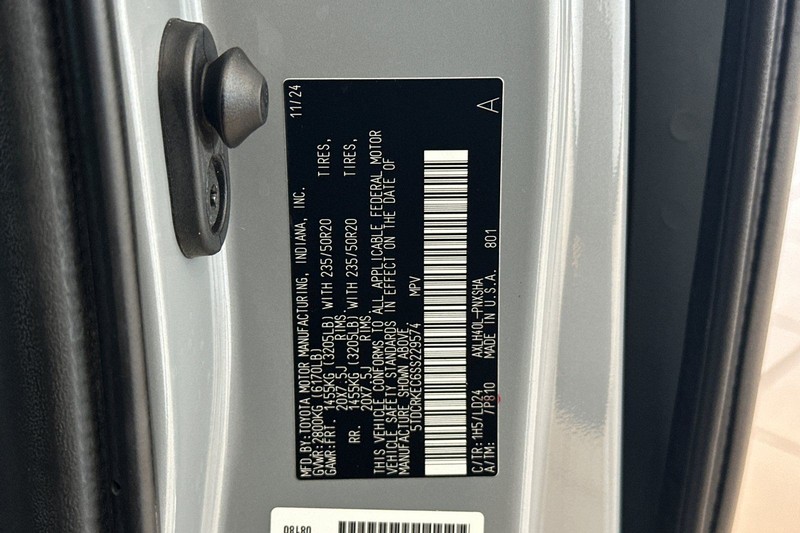 MFD.BY:TOYOTA MOTOR MANUFACTURING, INDIANA, INC. 11/24
GVWR:2800KG (6170LB)
GAWR:FRT. 1455KG (3205LB) WITH 235/50R20 TIRES,
20X7.5J RIMS.
RR. 1455KG (3205LB) WITH 235/50R20 TIRES,
20X7.5J RIMS.
THIS VEHICLE CONFORMS TO ALL APPLICABLE FEDERAL MOTOR
VEHICLE SAFETY STANDARDS IN EFFECT ON THE DATE OF
MANUFACTURE SHOWN ABOVE.
5TDCRKEC6SS229574 MPV
C/TR:1H5/LD24 AXLH40L-PNXSHA A
A/TM: /P810 MADE IN U.S.A. 801
08180